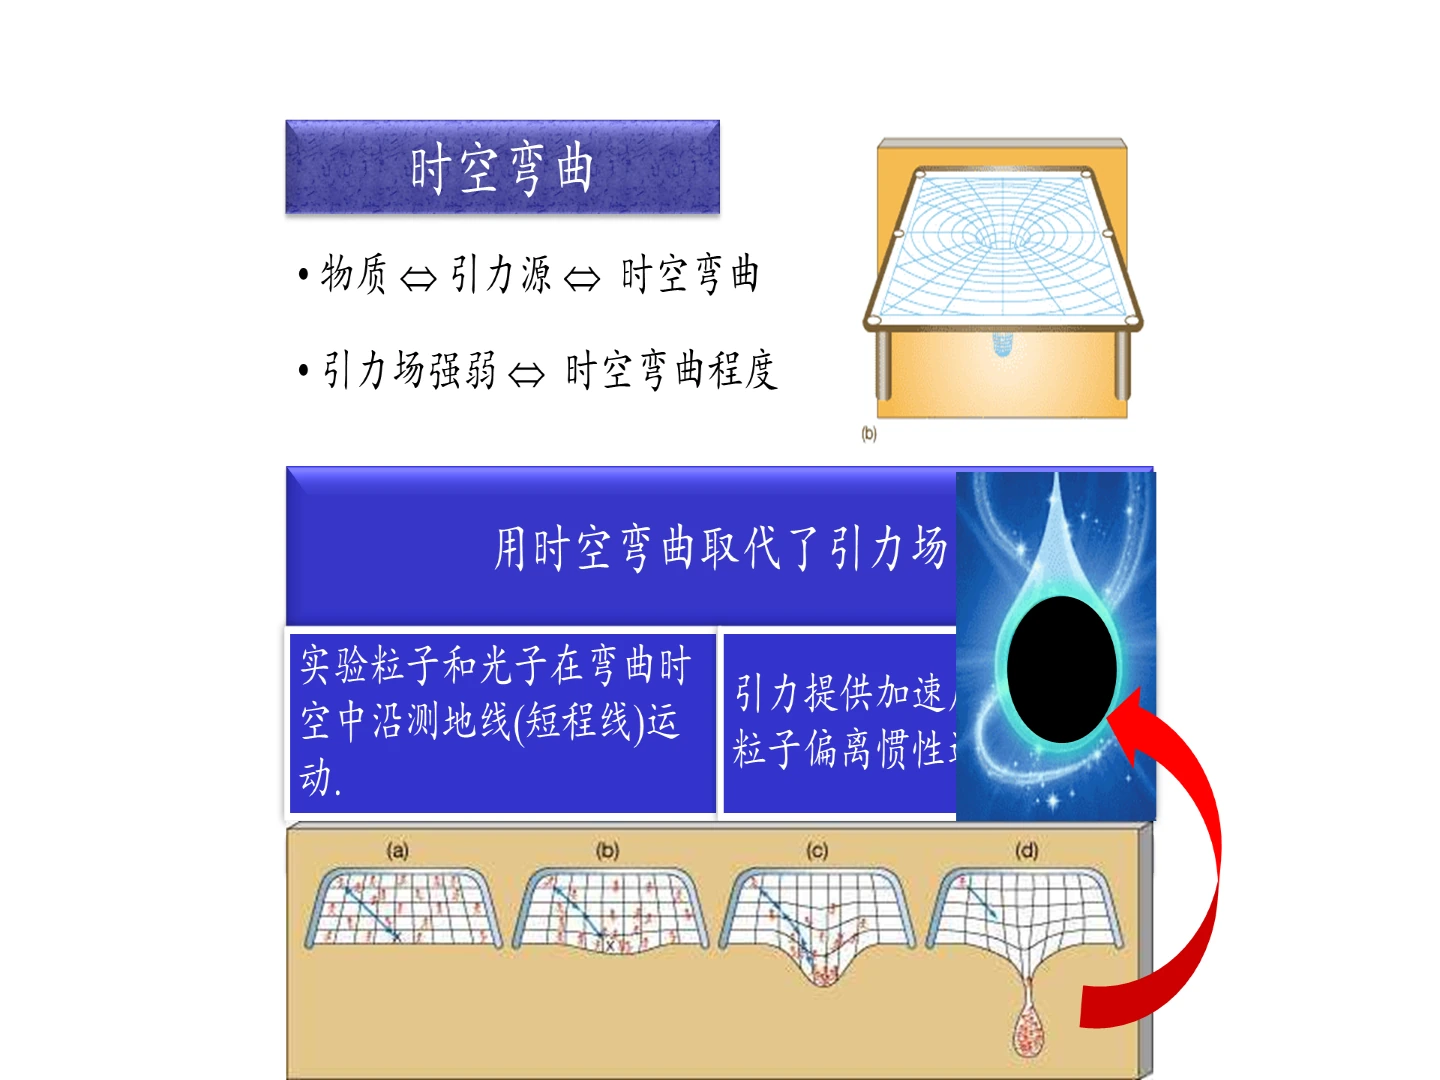 时空弯曲
• 物质 ⇔ 引力源 ⇔ 时空弯曲
• 引力场强弱 ⇔ 时空弯曲程度
(b)
用时空弯曲取代了引力场
实验粒子和光子在弯曲时
空中沿测地线(短程线)运
动.
引力提供加速
粒子偏离惯性
(a)
(b)
(c)
(d)
X
X